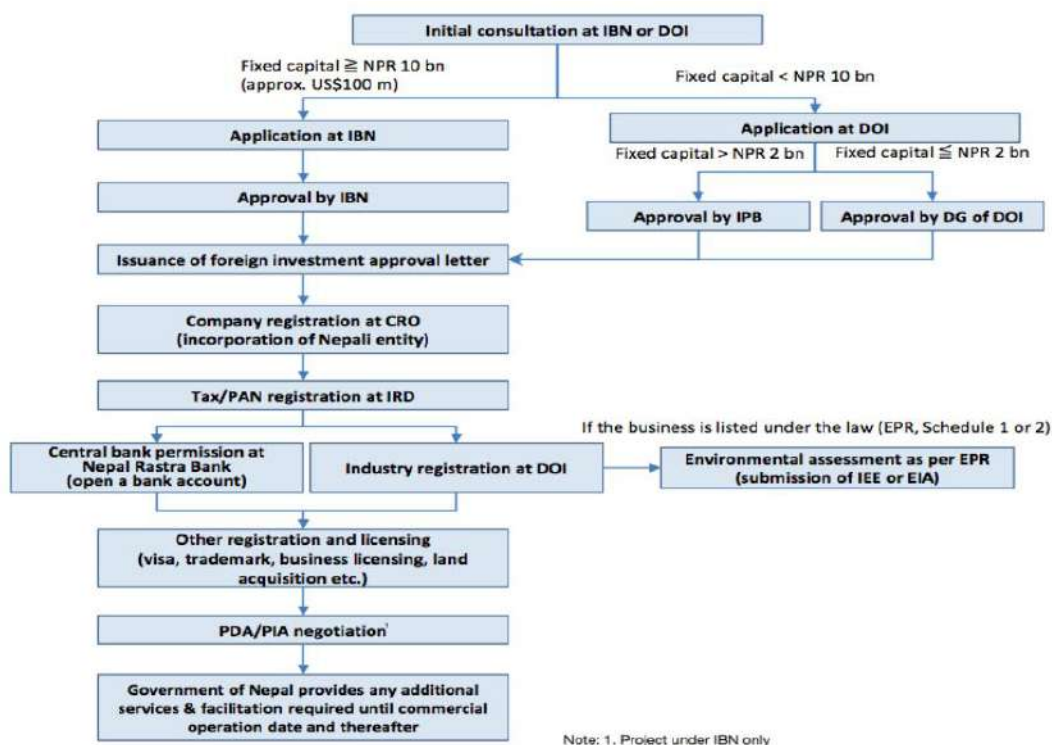 Initial consultation at IBN or DOI
Fixed capital ≧ NPR 10 bn
(approx. US$100 m)
Fixed capital < NPR 10 bn
Application at IBN
Application at DOI
Fixed capital > NPR 2 bn
Fixed capital ≦ NPR 2 bn
Approval by IBN
Approval by IPB
Approval by DG of DOI
Issuance of foreign investment approval letter
Company registration at CRO
(incorporation of Nepali entity)
Tax/PAN registration at IRD
If the business is listed under the law (EPR, Schedule 1 or 2)
Central bank permission at
Nepal Rastra Bank
(open a bank account)
Industry registration at DOI
Environmental assessment as per EPR
(submission of IEE or EIA)
Other registration and licensing
(visa, trademark, business licensing, land
acquisition etc.)
PDA/PIA negotiation¹
Government of Nepal provides any additional
services & facilitation required until commercial
operation date and thereafter
Note: 1. Project under IBN only